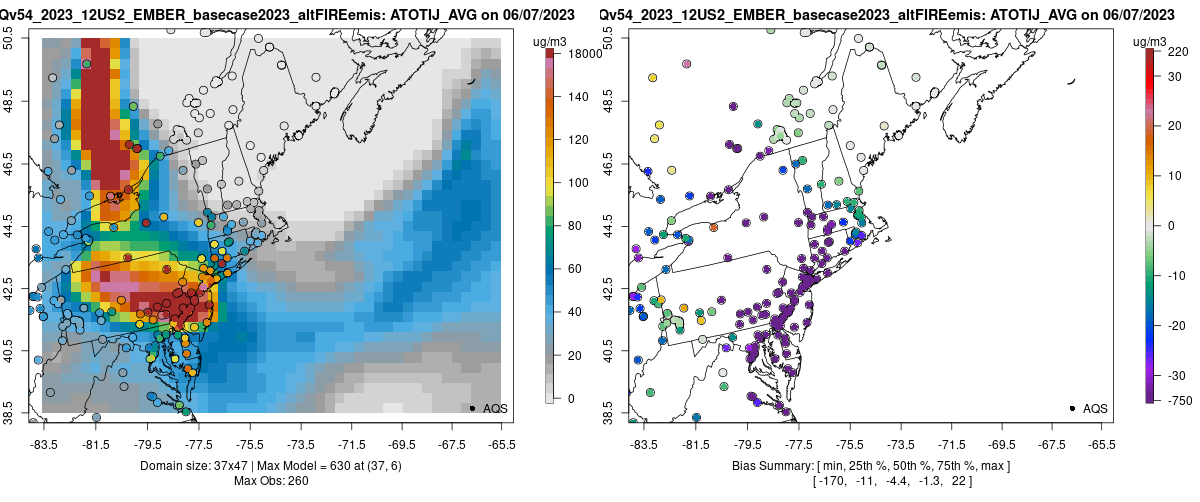 Qv54_2023_12US2_EMBER_basecase2023_altFIREemis: ATOTIJ_AVG on 06/07/2023
ug/m3
18000
140
120
100
80
60
40
20
0
50.5
48.5
46.5
44.5
42.5
40.5
38.5
-83.5 -81.5 -79.5 -77.5 -75.5 -73.5 -71.5 -69.5 -67.5 -65.5
AQS
Domain size: 37x47 | Max Model = 630 at (37, 6)
Max Obs: 260
Qv54_2023_12US2_EMBER_basecase2023_altFIREemis: ATOTIJ_AVG on 06/07/2023
ug/m3
220
30
20
10
0
-10
-20
-30
-750
50.5
48.5
46.5
44.5
42.5
40.5
38.5
-83.5 -81.5 -79.5 -77.5 -75.5 -73.5 -71.5 -69.5 -67.5 -65.5
AQS
Bias Summary: [ min, 25th %, 50th %, 75th %, max ]
[ -170, -11, -4.4, -1.3, 22 ]